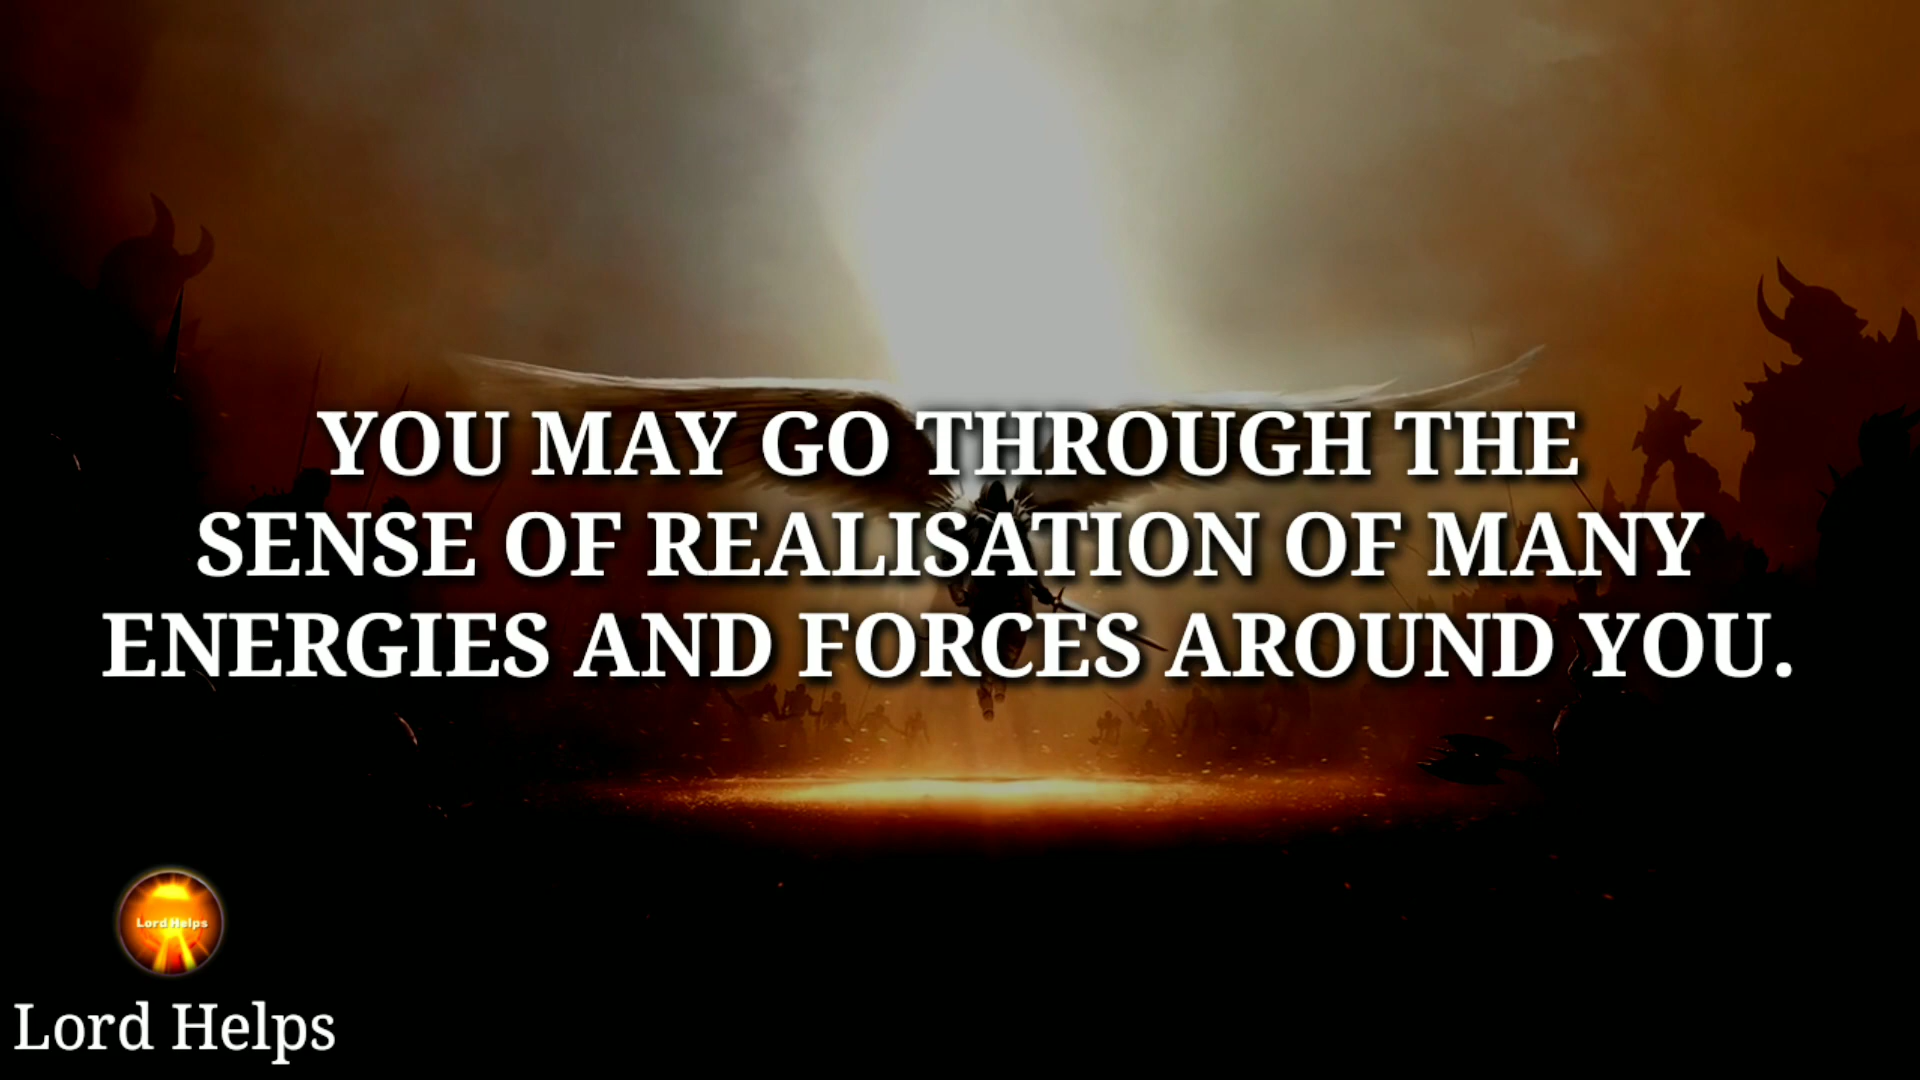 YOU MAY GO THROUGH THE
SENSE OF REALISATION OF MANY
ENERGIES AND FORCES AROUND YOU.
Lord Helps
Lord Helps